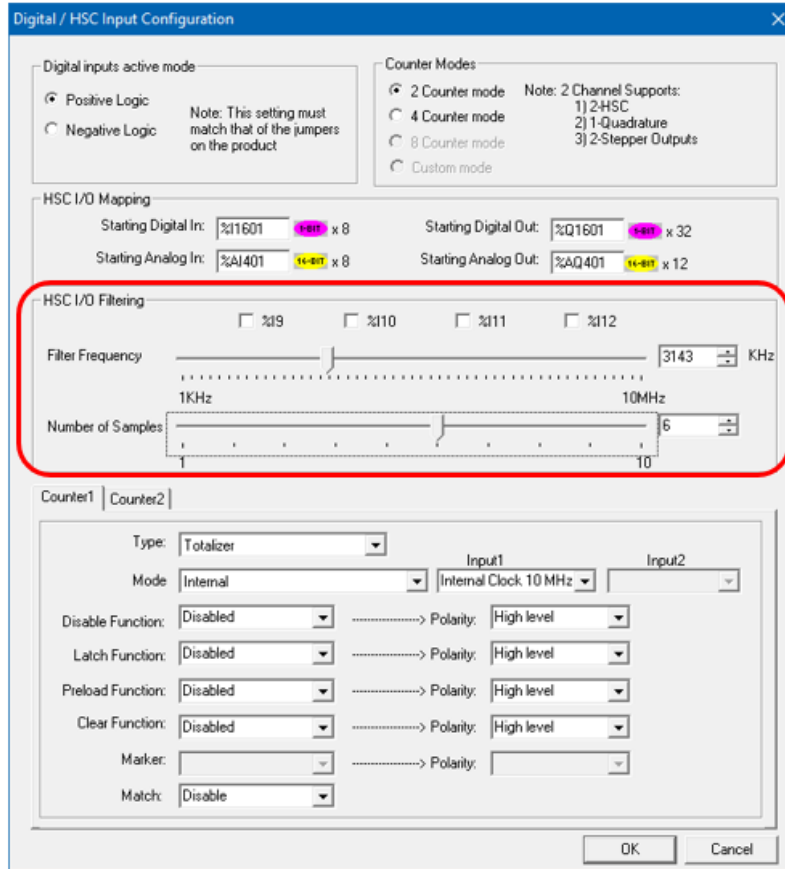 Digital / HSC Input Configuration
Digital inputs active mode
Positive Logic
Negative Logic
Note: This setting must
match that of the jumpers
on the product
Counter Modes
2 Counter mode
4 Counter mode
8 Counter mode
Custom mode
Note: 2 Channel Supports:
1) 2-HSC
2) 1-Quadrature
3) 2-Stepper Outputs
HSC I/O Mapping
Starting Digital In: %I1601 1-BIT x 8 Starting Digital Out: %Q1601 1-BIT x 32
Starting Analog In: %AI401 16-BIT x 8 Starting Analog Out: %AQ401 16-BIT x 12
HSC I/O Filtering
%I9 %I10 %I11 %I12
Filter Frequency 3143 KHz
1KHz 10MHz
Number of Samples 6
1 10
Counter1 Counter2
Type: Totalizer
Input1 Input2
Mode Internal Internal Clock 10 MHz
Disable Function: Disabled --------------------> Polarity: High level
Latch Function: Disabled --------------------> Polarity: High level
Preload Function: Disabled --------------------> Polarity: High level
Clear Function: Disabled --------------------> Polarity: High level
Marker: --------------------> Polarity:
Match: Disable
OK Cancel